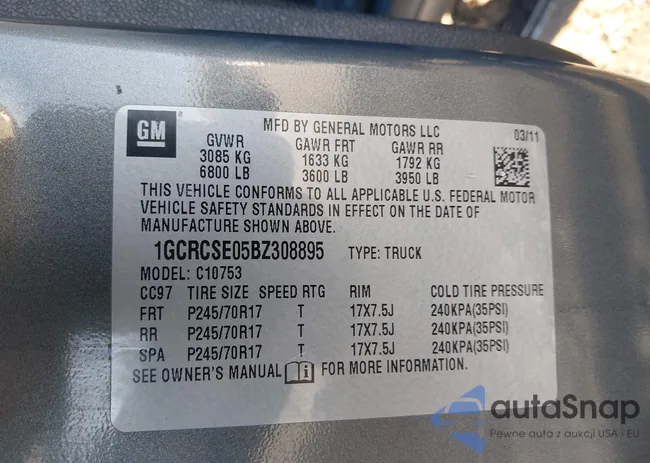 GM
MFD BY GENERAL MOTORS LLC
03/11
GVWR GAWR FRT GAWR RR
3085 KG 1633 KG 1792 KG
6800 LB 3600 LB 3950 LB
THIS VEHICLE CONFORMS TO ALL APPLICABLE U.S. FEDERAL MOTOR
VEHICLE SAFETY STANDARDS IN EFFECT ON THE DATE OF
MANUFACTURE SHOWN ABOVE.
1GCRCSE05BZ308895 TYPE: TRUCK
MODEL: C10753
CC97 TIRE SIZE SPEED RTG RIM COLD TIRE PRESSURE
FRT P245/70R17 T 17X7.5J 240KPA(35PSI)
RR P245/70R17 T 17X7.5J 240KPA(35PSI)
SPA P245/70R17 T 17X7.5J 240KPA(35PSI)
SEE OWNER'S MANUAL FOR MORE INFORMATION.
autaSnap
Pewne auta z aukcji USA i EU